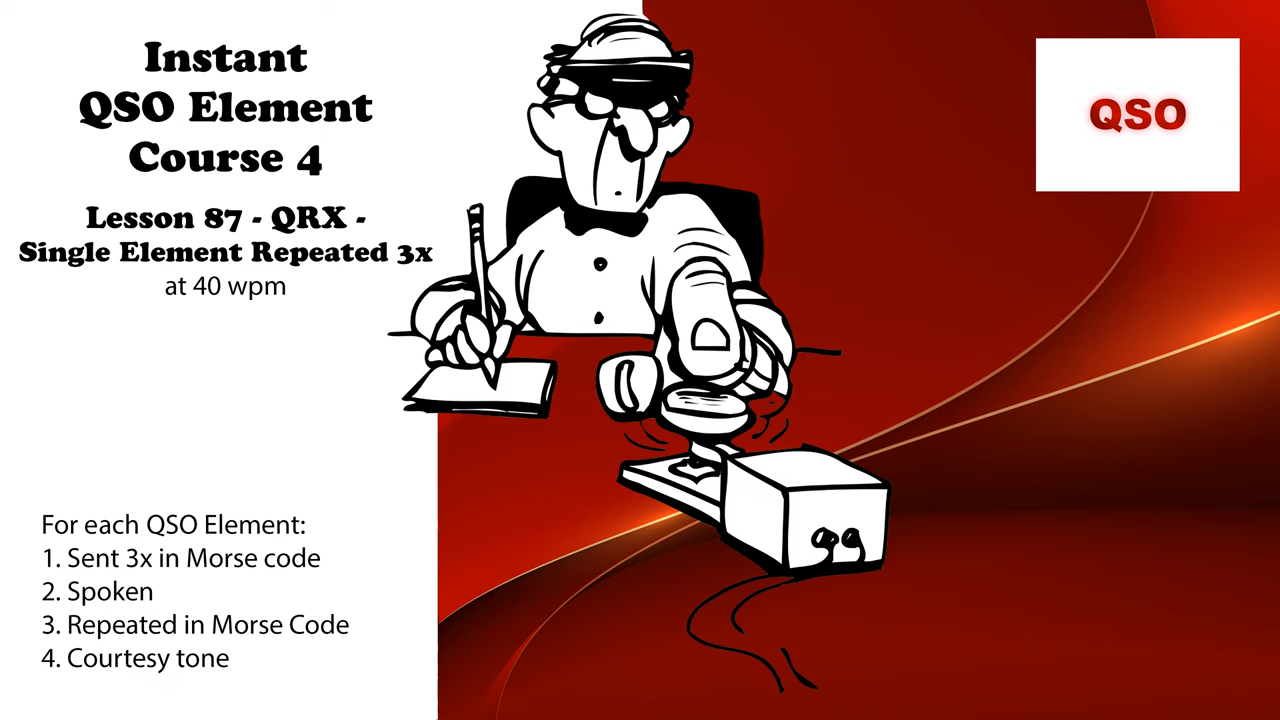 Instant
QSO Element
Course 4
Lesson 87 - QRX -
Single Element Repeated 3x
at 40 wpm
QSO
For each QSO Element:
1. Sent 3x in Morse code
2. Spoken
3. Repeated in Morse Code
4. Courtesy tone